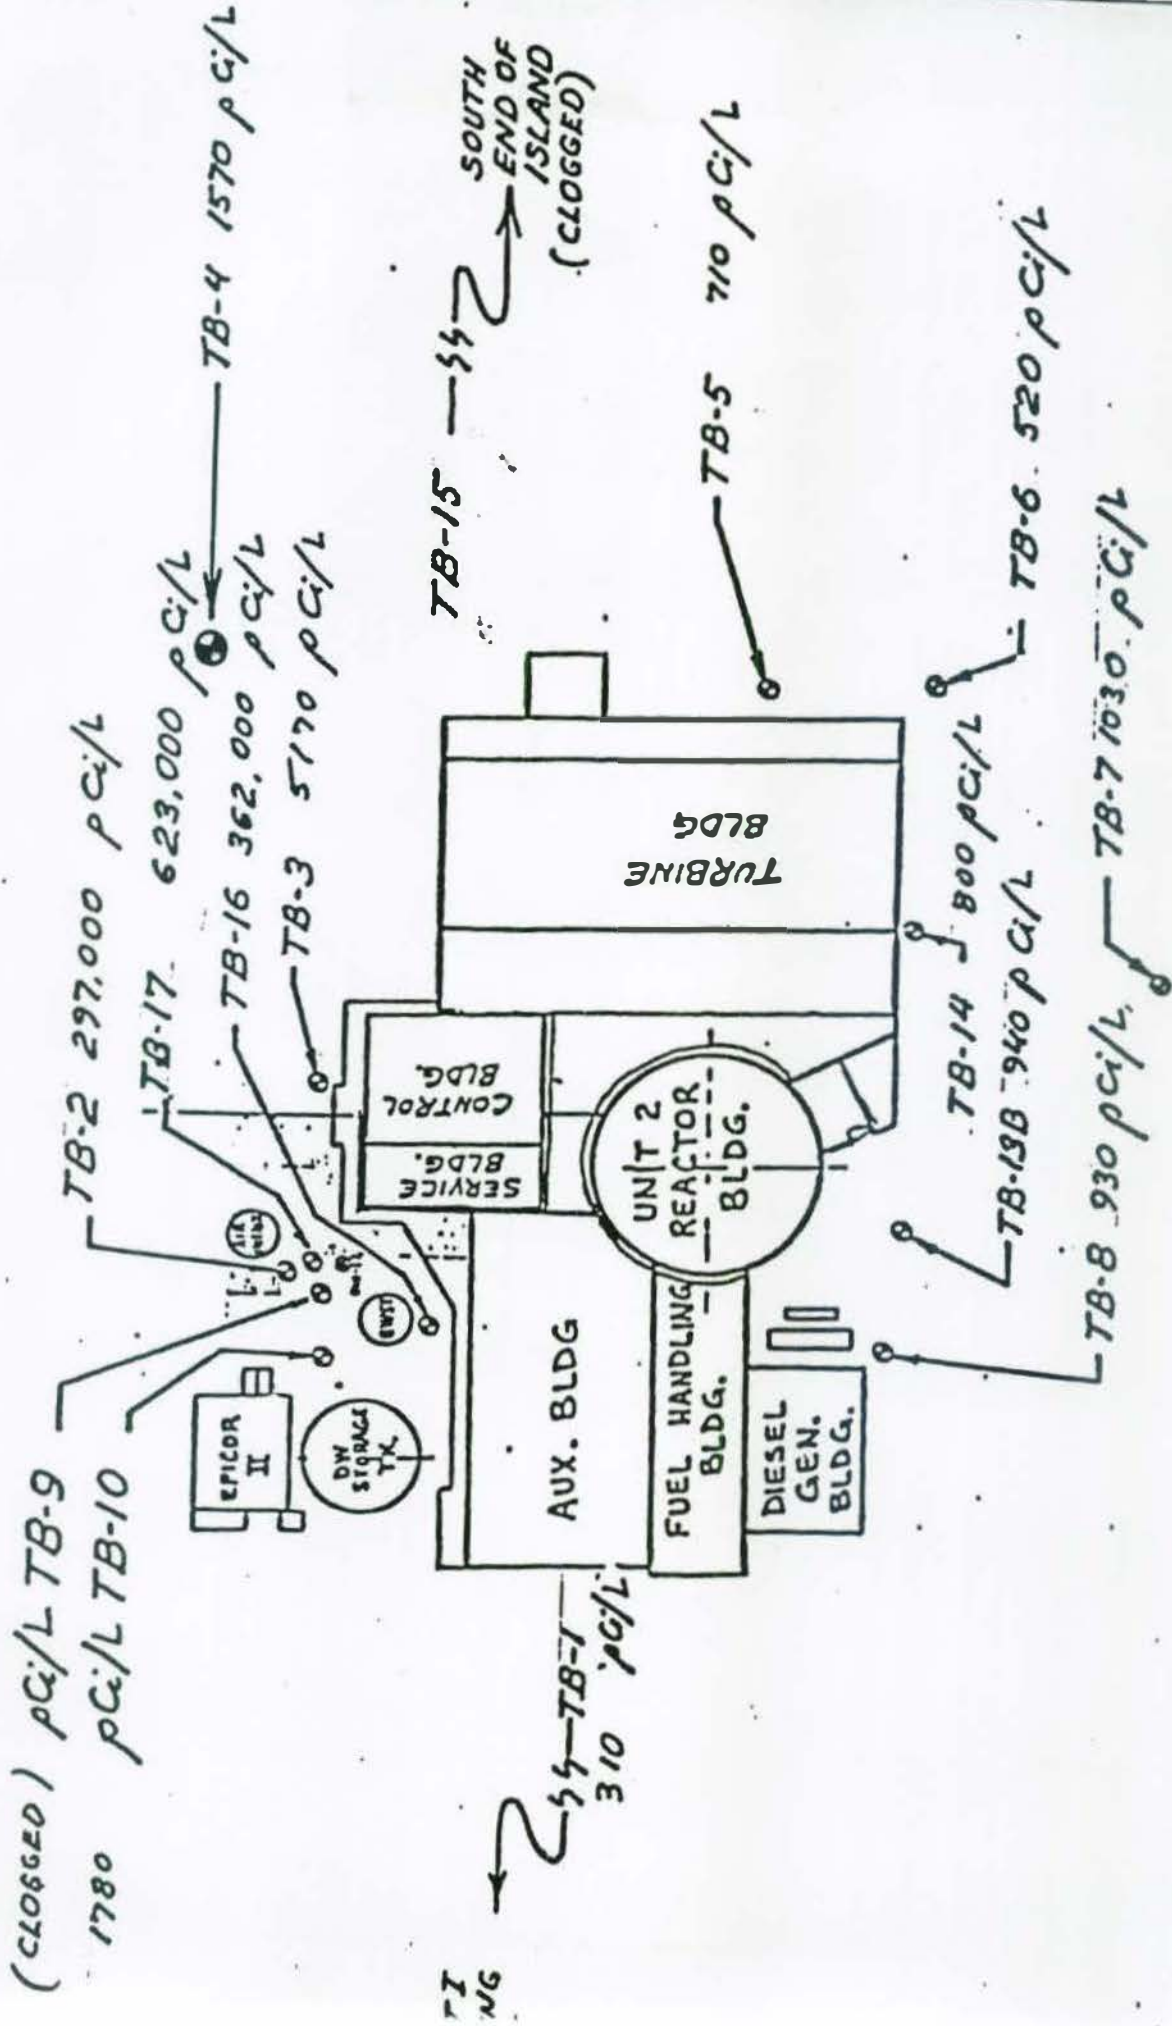 (CLOGGED) pCi/L TB-9
1780 pCi/L TB-10
TB-2 297,000 pCi/L
TB-17 623,000 pCi/L
TB-16 362,000 pCi/L
TB-3 5170 pCi/L
TB-4 1570 pCi/L
EPICOR
II
DW
STORAGE
TK.
BWST
SERVICE
BLDG.
CONTROL
BLDG.
AUX. BLDG
FUEL HANDLING
BLDG.
DIESEL
GEN.
BLDG.
UNIT 2
REACTOR
BLDG.
TURBINE
BLDG
TB-15
SOUTH
END OF
ISLAND
(CLOGGED)
TB-1
310 pCi/L
TB-5 710 pCi/L
TB-6 520 pCi/L
TB-14 800 pCi/L
TB-13B 940 pCi/L
TB-8 930 pCi/L
TB-7 1030 pCi/L
NG